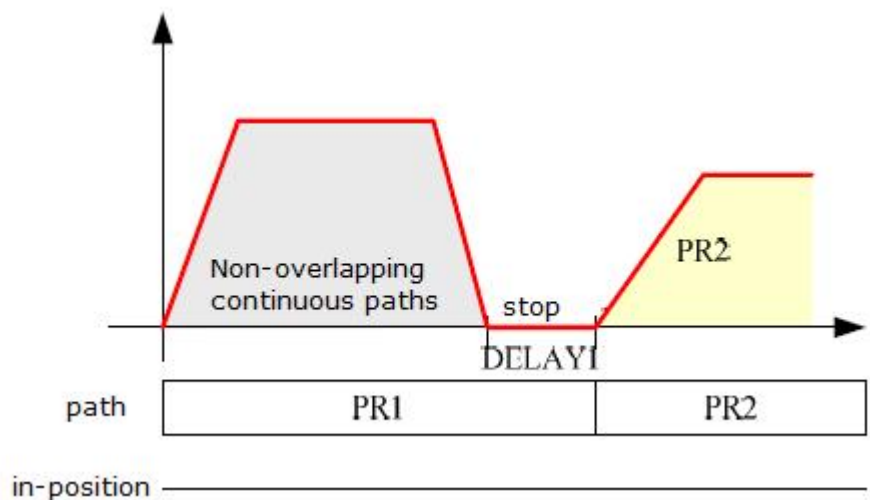 PR2
Non-overlapping
continuous paths
stop
DELAY1
path
PR1
PR2
in-position